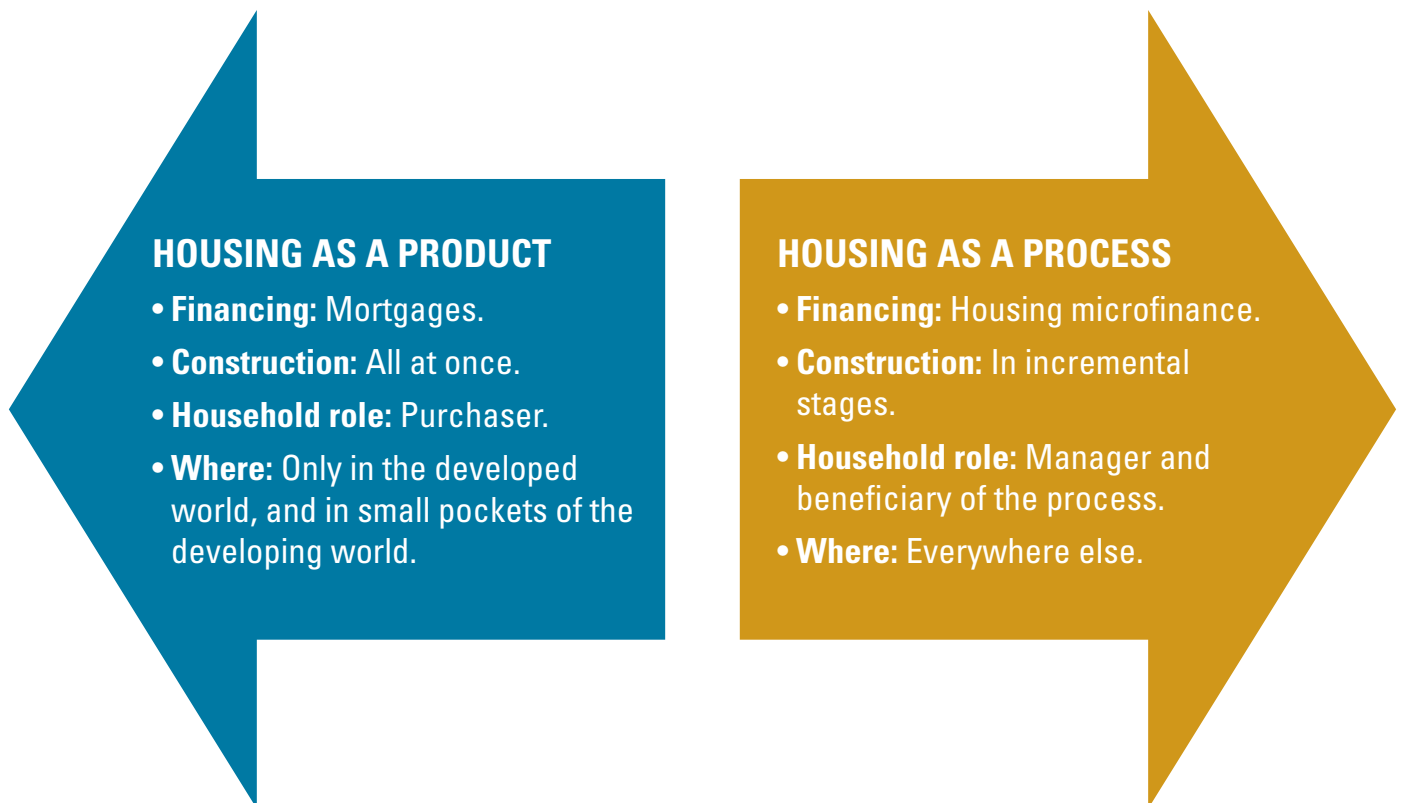 HOUSING AS A PRODUCT
• Financing: Mortgages.
• Construction: All at once.
• Household role: Purchaser.
• Where: Only in the developed
world, and in small pockets of the
developing world.
HOUSING AS A PROCESS
• Financing: Housing microfinance.
• Construction: In incremental
stages.
• Household role: Manager and
beneficiary of the process.
• Where: Everywhere else.